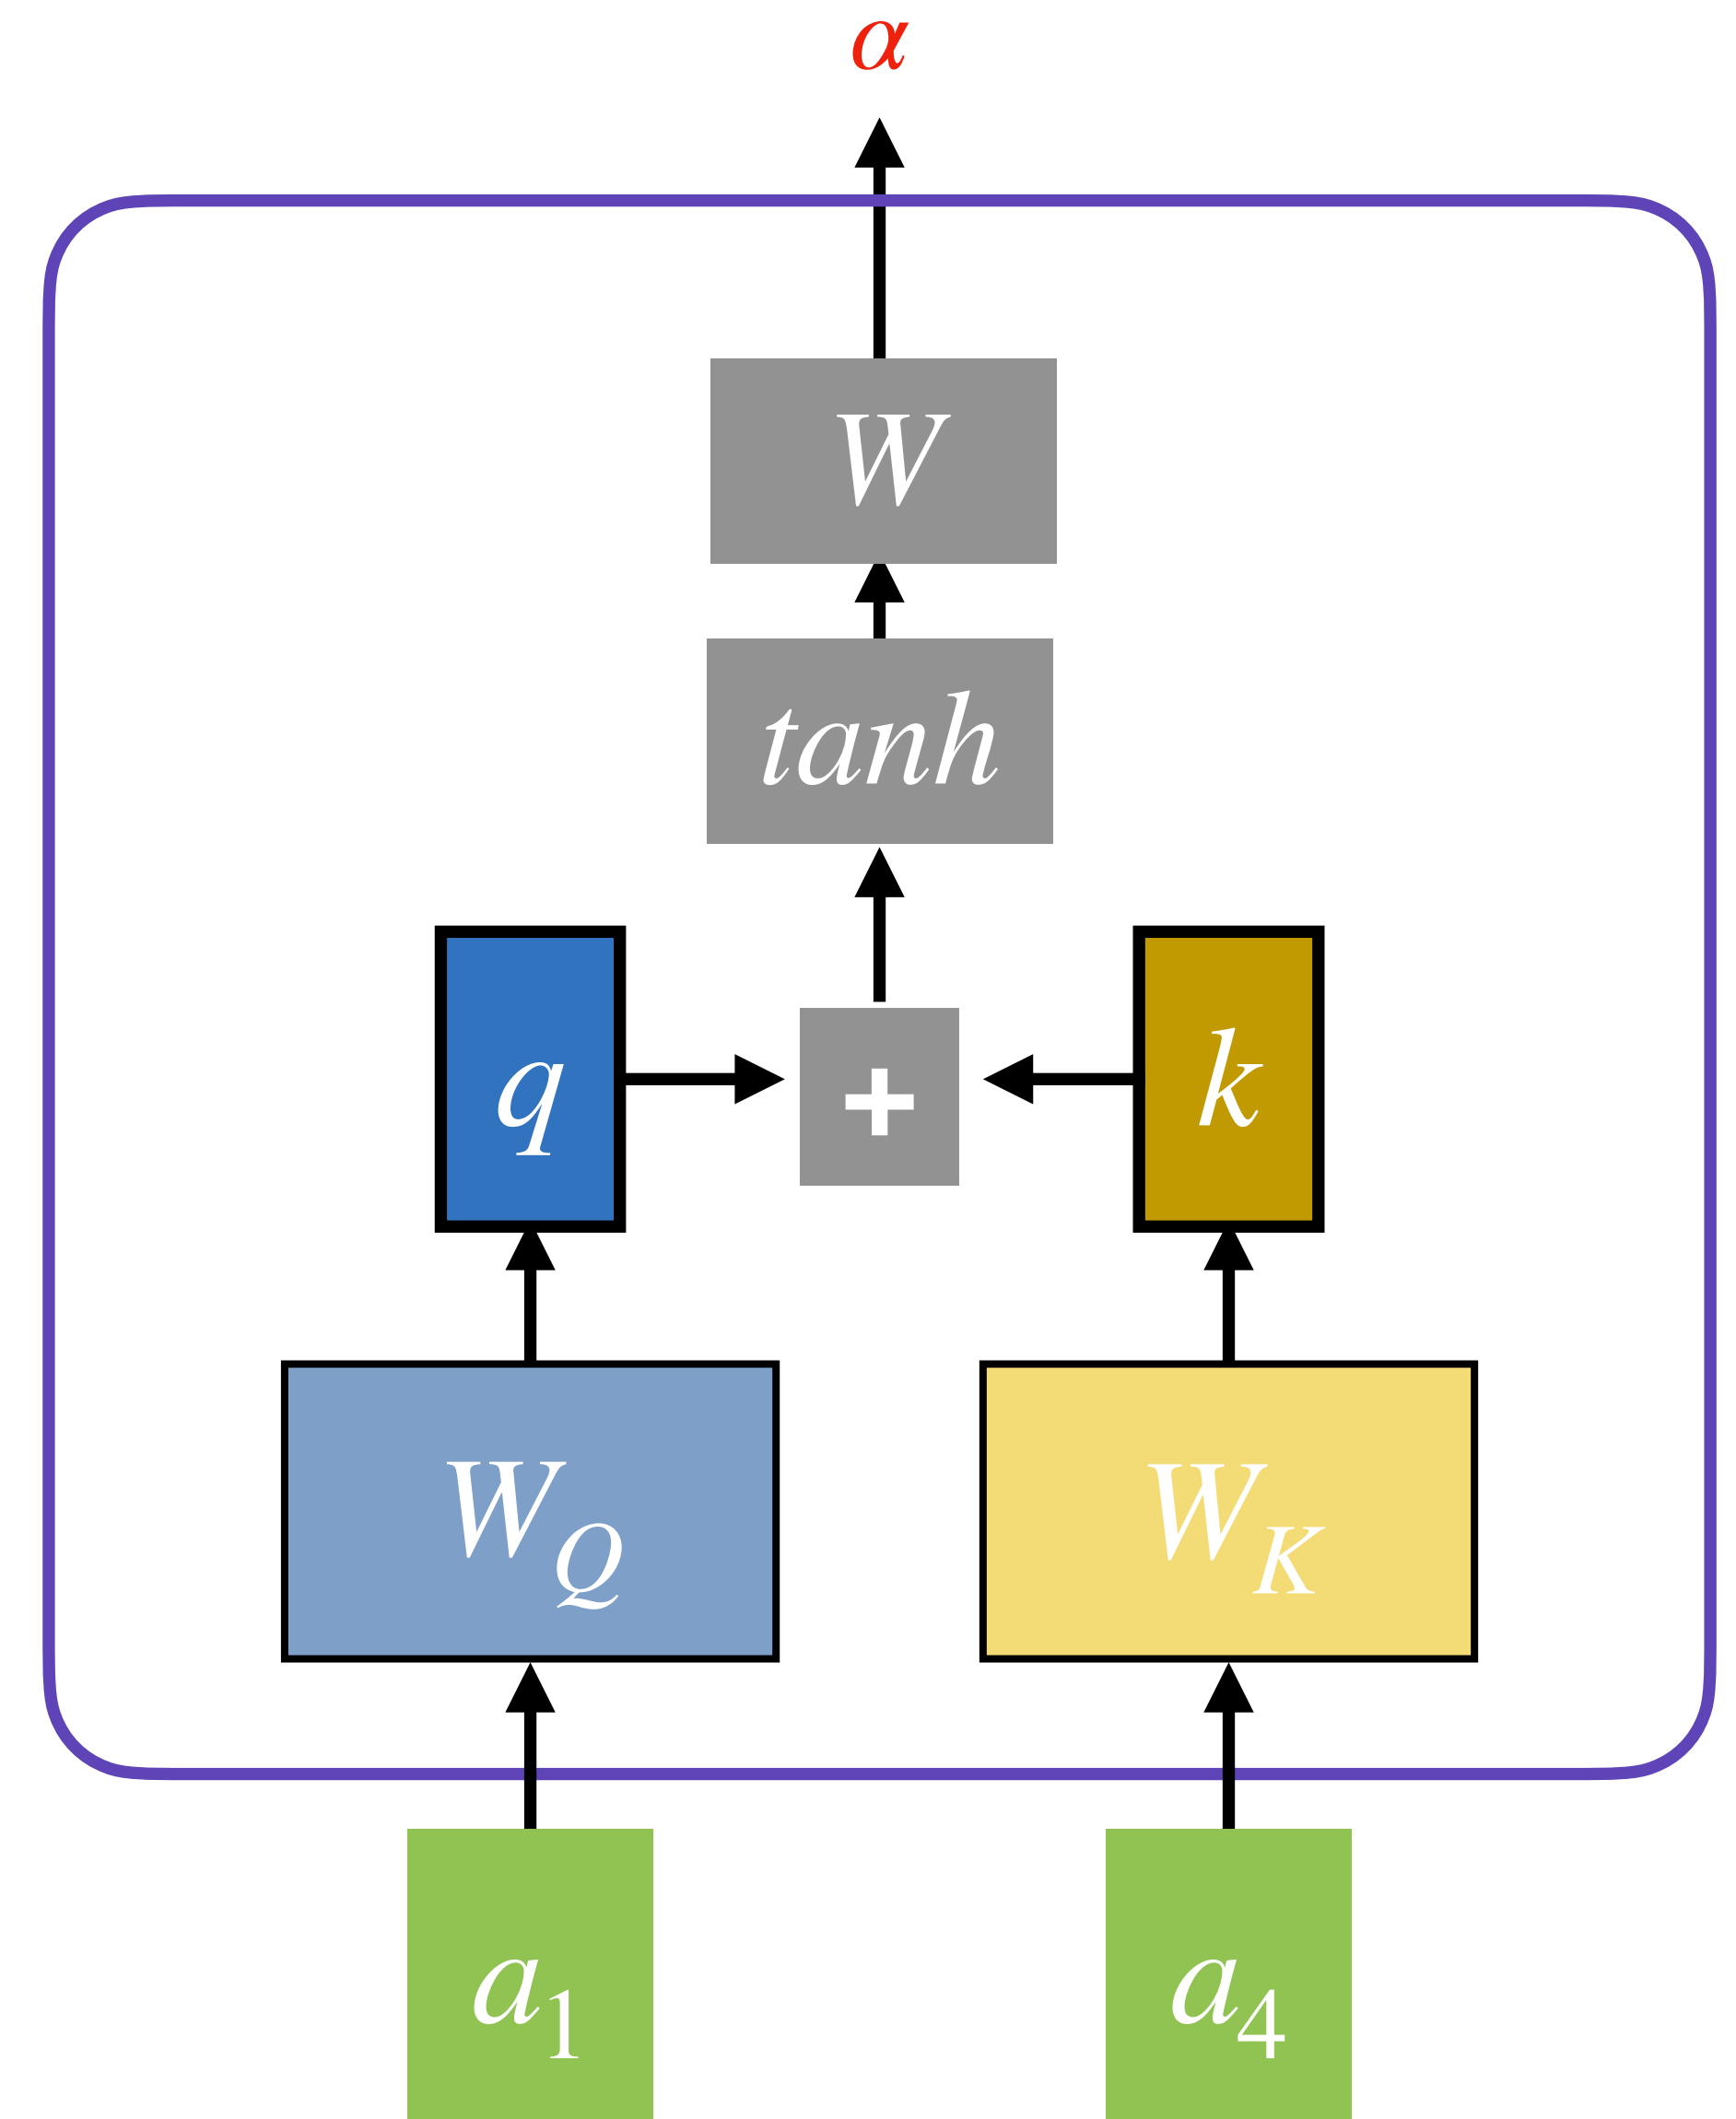 α
W
tanh
q + k
W_Q W_K
a_1 a_4